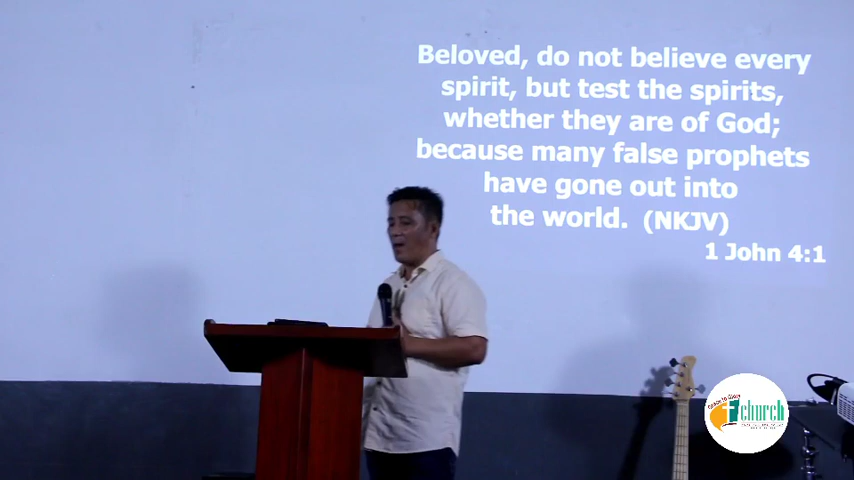 Beloved, do not believe every
spirit, but test the spirits,
whether they are of God;
because many false prophets
have gone out into
the world. (NKJV)
1 John 4:1
church